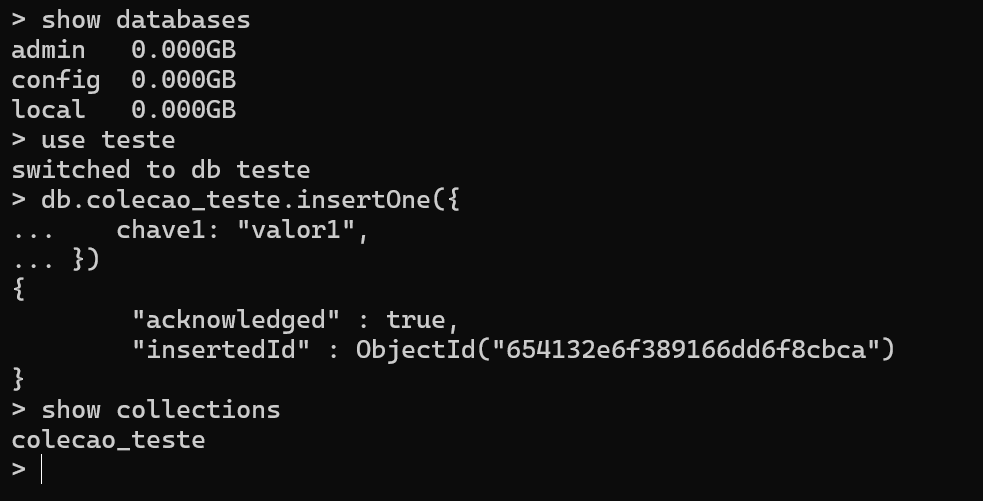 > show databases
admin   0.000GB
config  0.000GB
local   0.000GB
> use teste
switched to db teste
> db.colecao_teste.insertOne({
...    chave1: "valor1",
... })
{
        "acknowledged" : true,
        "insertedId" : ObjectId("654132e6f389166dd6f8cbca")
}
> show collections
colecao_teste
>